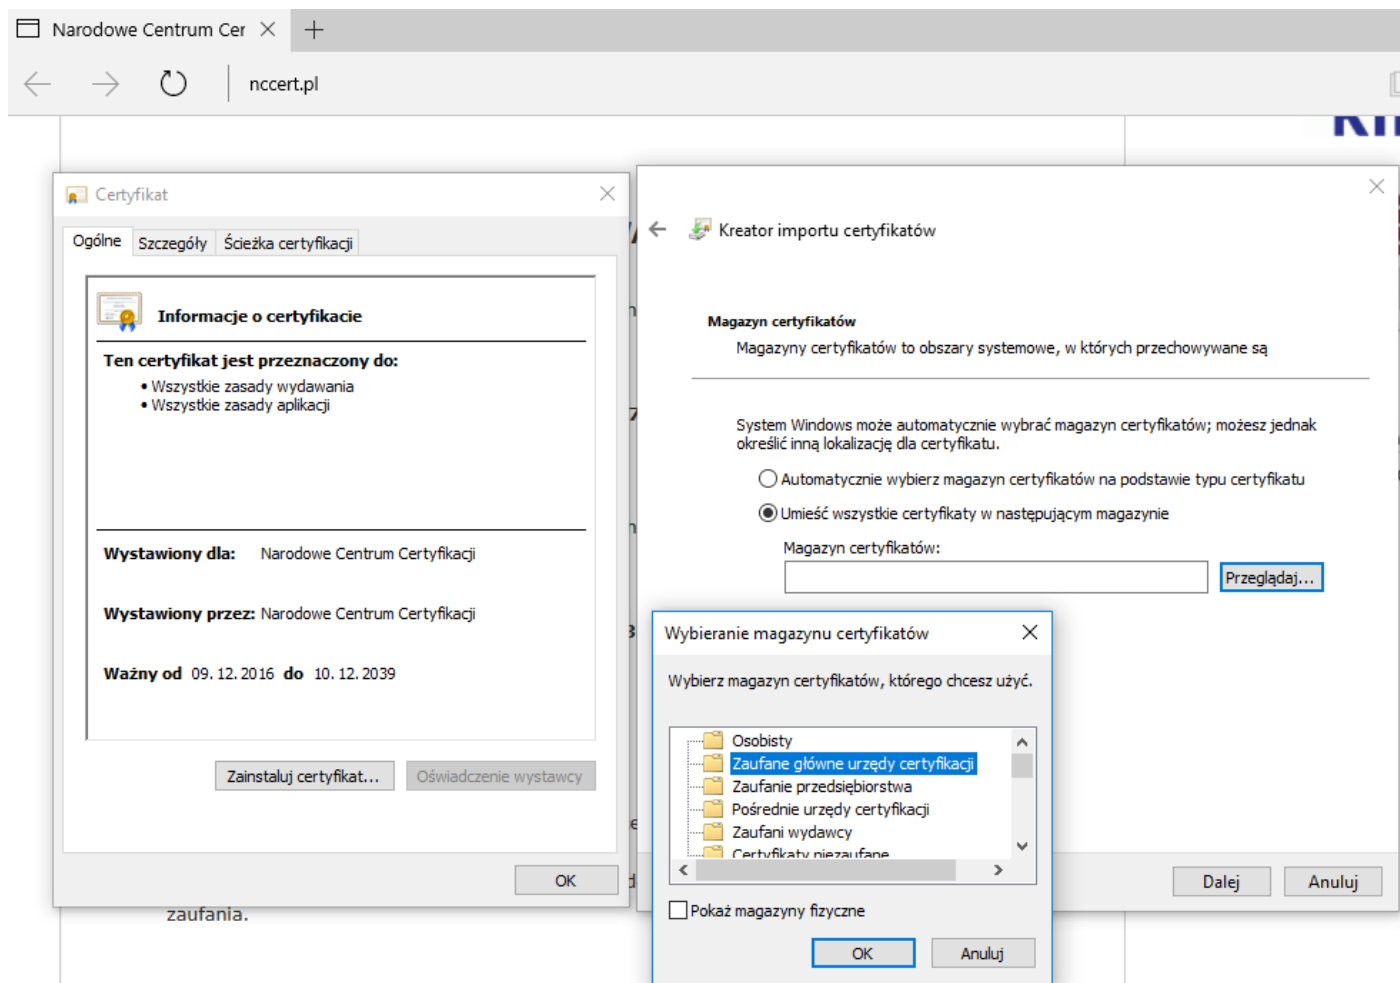 Narodowe Centrum Cer
nccert.pl
Certyfikat
Ogólne Szczegóły Ścieżka certyfikacji
Informacje o certyfikacie
Ten certyfikat jest przeznaczony do:
• Wszystkie zasady wydawania
• Wszystkie zasady aplikacji
Wystawiony dla: Narodowe Centrum Certyfikacji
Wystawiony przez: Narodowe Centrum Certyfikacji
Ważny od 09.12.2016 do 10.12.2039
Zainstaluj certyfikat... Oświadczenie wystawcy
OK
zaufania.
Kreator importu certyfikatów
Magazyn certyfikatów
Magazyny certyfikatów to obszary systemowe, w których przechowywane są
System Windows może automatycznie wybrać magazyn certyfikatów; możesz jednak
określić inną lokalizację dla certyfikatu.
Automatycznie wybierz magazyn certyfikatów na podstawie typu certyfikatu
Umieść wszystkie certyfikaty w następującym magazynie
Magazyn certyfikatów:
Przeglądaj...
Dalej Anuluj
Wybieranie magazynu certyfikatów
Wybierz magazyn certyfikatów, którego chcesz użyć.
Osobisty
Zaufane główne urzędy certyfikacji
Zaufanie przedsiębiorstwa
Pośrednie urzędy certyfikacji
Zaufani wydawcy
Certyfikaty niezaufane
Pokaż magazyny fizyczne
OK Anuluj